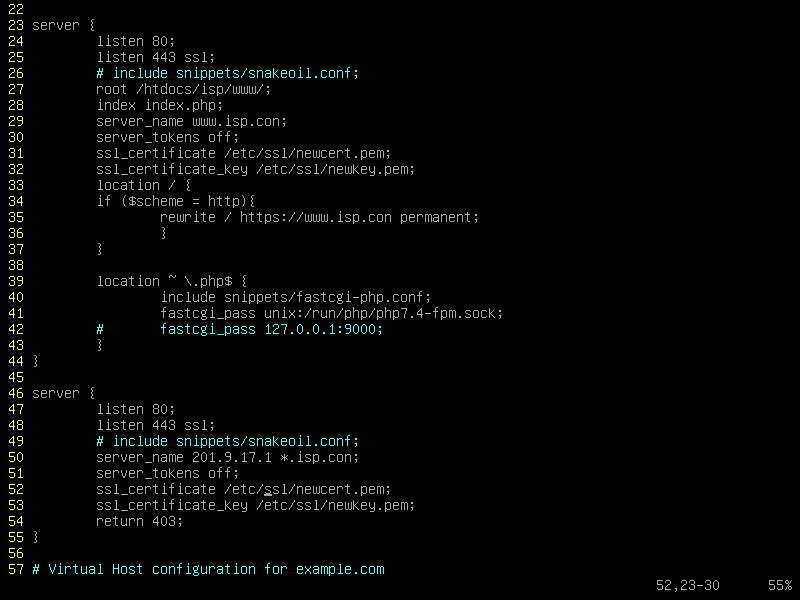 22
23 server {
24         listen 80;
25         listen 443 ssl;
26         # include snippets/snakeoil.conf;
27         root /htdocs/isp/www/;
28         index index.php;
29         server_name www.isp.con;
30         server_tokens off;
31         ssl_certificate /etc/ssl/newcert.pem;
32         ssl_certificate_key /etc/ssl/newkey.pem;
33         location / {
34         if ($scheme = http){
35                 rewrite / https://www.isp.con permanent;
36                 }
37         }
38
39         location ~ \.php$ {
40                 include snippets/fastcgi-php.conf;
41                 fastcgi_pass unix:/run/php/php7.4-fpm.sock;
42         #       fastcgi_pass 127.0.0.1:9000;
43         }
44 }
45
46 server {
47         listen 80;
48         listen 443 ssl;
49         # include snippets/snakeoil.conf;
50         server_name 201.9.17.1 *.isp.con;
51         server_tokens off;
52         ssl_certificate /etc/ssl/newcert.pem;
53         ssl_certificate_key /etc/ssl/newkey.pem;
54         return 403;
55 }
56
57 # Virtual Host configuration for example.com
52,23-30      55%